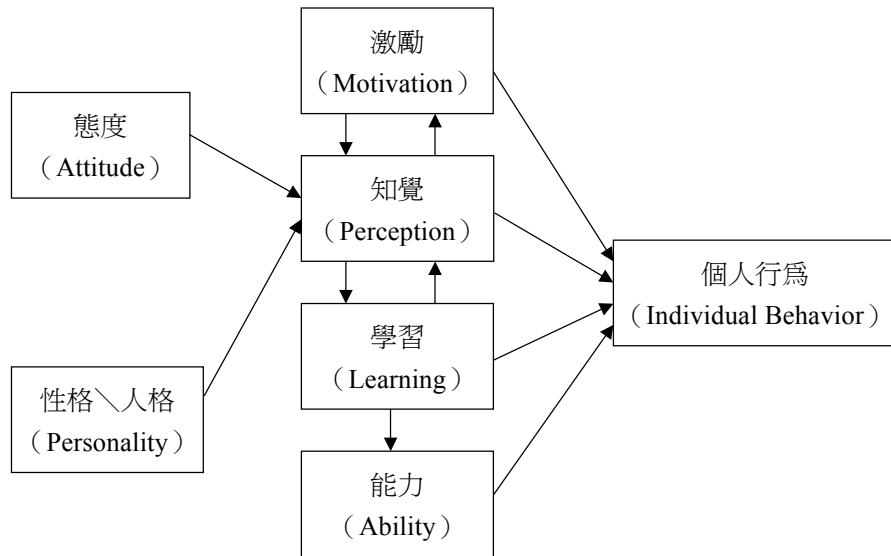 激勵
（Motivation）
態度
（Attitude）
知覺
（Perception）
個人行為
（Individual Behavior）
學習
（Learning）
性格＼人格
（Personality）
能力
（Ability）